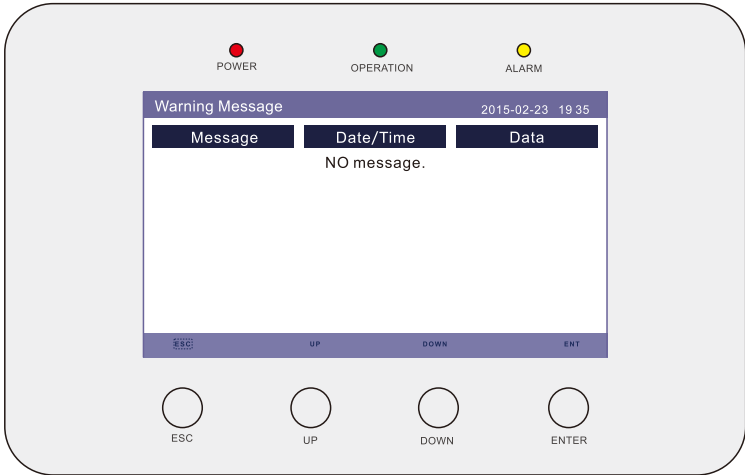 POWER OPERATION ALARM
Warning Message 2015-02-23 19 35
Message Date/Time Data
NO message.
ESC UP DOWN ENT
ESC UP DOWN ENTER